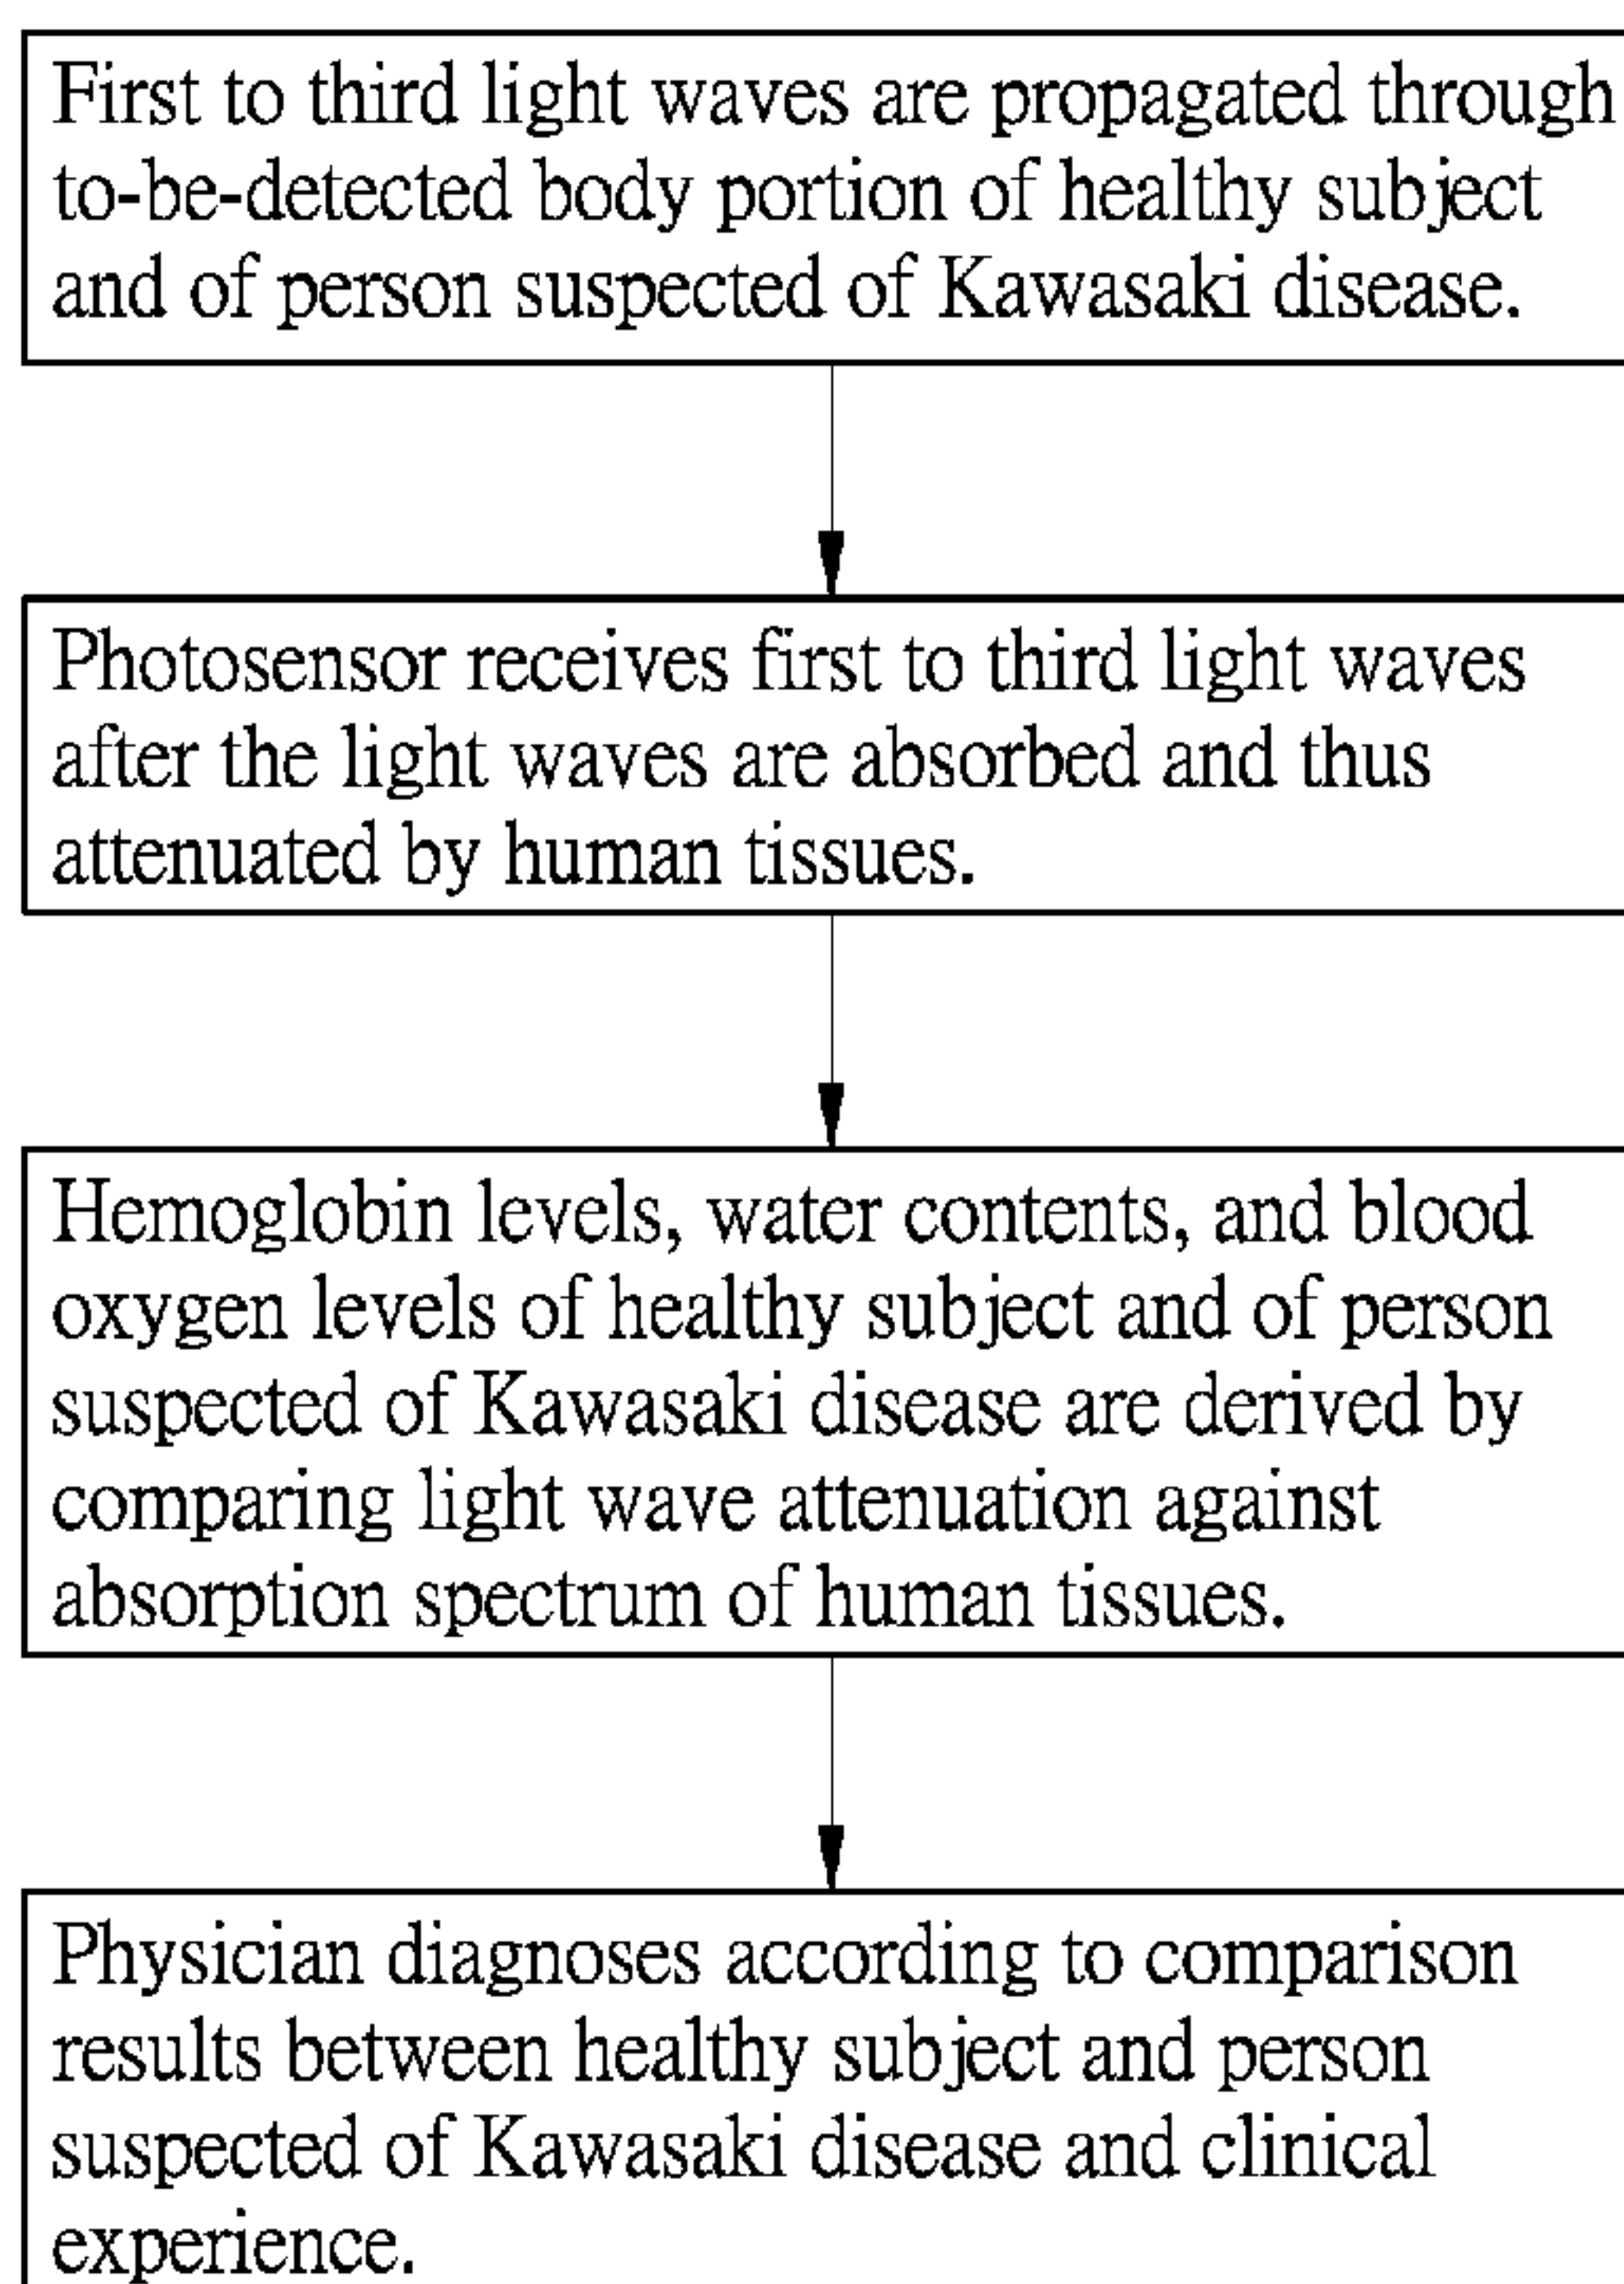 First to third light waves are propagated through
to-be-detected body portion of healthy subject
and of person suspected of Kawasaki disease.
Photosensor receives first to third light waves
after the light waves are absorbed and thus
attenuated by human tissues.
Hemoglobin levels, water contents, and blood
oxygen levels of healthy subject and of person
suspected of Kawasaki disease are derived by
comparing light wave attenuation against
absorption spectrum of human tissues.
Physician diagnoses according to comparison
results between healthy subject and person
suspected of Kawasaki disease and clinical
experience.